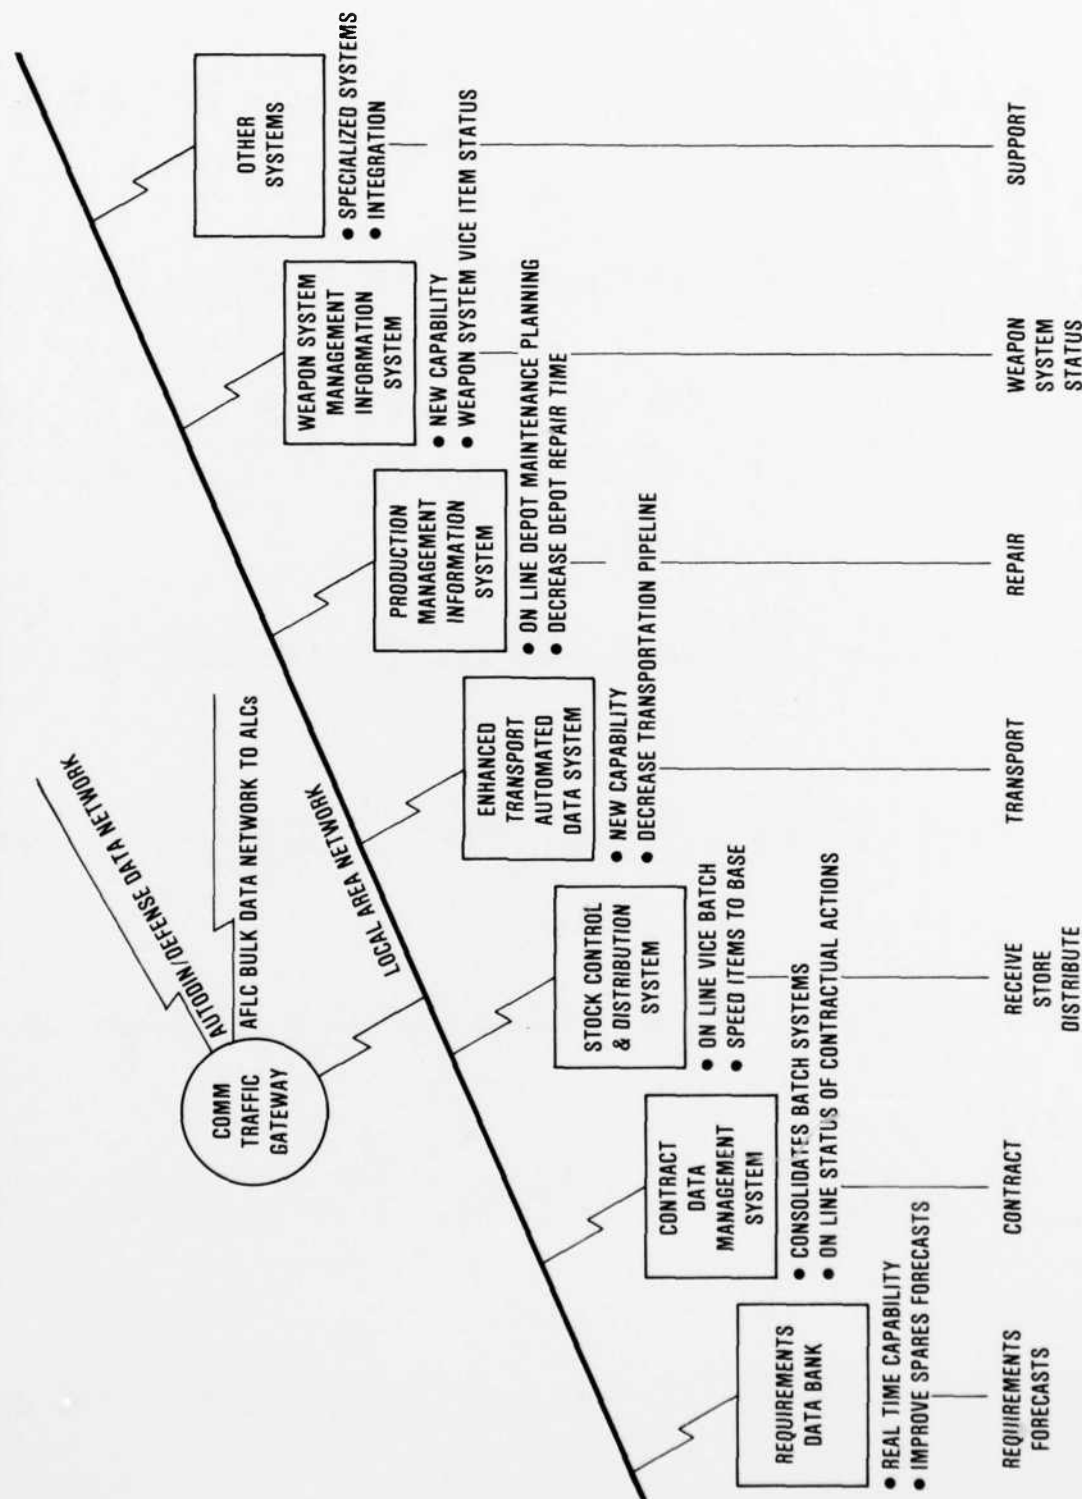 AUTODIN/DEFENSE DATA NETWORK
AFLC BULK DATA NETWORK TO ALCs
COMM
TRAFFIC
GATEWAY
LOCAL AREA NETWORK
REQUIREMENTS
DATA BANK
● REAL TIME CAPABILITY
● IMPROVE SPARES FORECASTS
REQUIREMENTS
FORECASTS
CONTRACT
DATA
MANAGEMENT
SYSTEM
● CONSOLIDATES BATCH SYSTEMS
● ON LINE STATUS OF CONTRACTUAL ACTIONS
CONTRACT
STOCK CONTROL
& DISTRIBUTION
SYSTEM
● ON LINE VICE BATCH
● SPEED ITEMS TO BASE
RECEIVE
STORE
DISTRIBUTE
ENHANCED
TRANSPORT
AUTOMATED
DATA SYSTEM
● NEW CAPABILITY
● DECREASE TRANSPORTATION PIPELINE
TRANSPORT
PRODUCTION
MANAGEMENT
INFORMATION
SYSTEM
● ON LINE DEPOT MAINTENANCE PLANNING
● DECREASE DEPOT REPAIR TIME
REPAIR
WEAPON SYSTEM
MANAGEMENT
INFORMATION
SYSTEM
● NEW CAPABILITY
● WEAPON SYSTEM VICE ITEM STATUS
WEAPON
SYSTEM
STATUS
OTHER
SYSTEMS
● SPECIALIZED SYSTEMS
● INTEGRATION
SUPPORT